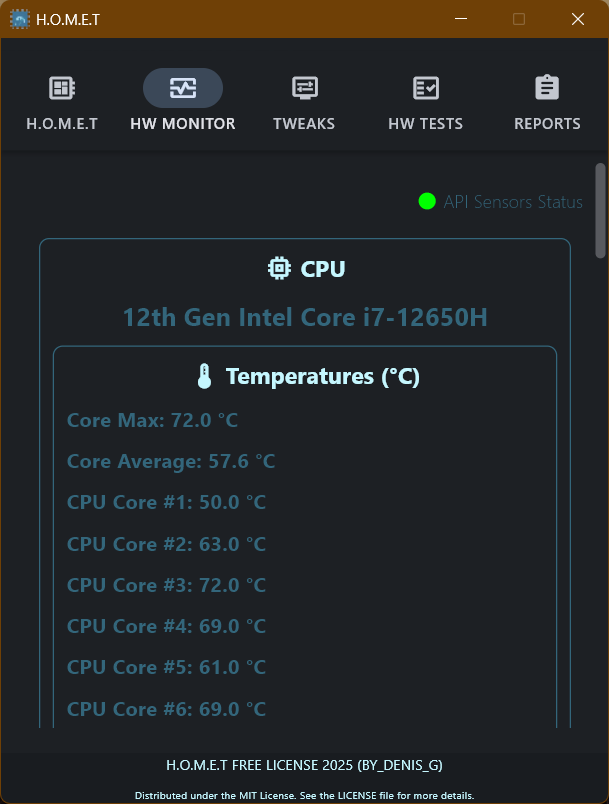 H.O.M.E.T
H.O.M.E.T
HW MONITOR
TWEAKS
HW TESTS
REPORTS
API Sensors Status
CPU
12th Gen Intel Core i7-12650H
Temperatures (°C)
Core Max: 72.0 °C
Core Average: 57.6 °C
CPU Core #1: 50.0 °C
CPU Core #2: 63.0 °C
CPU Core #3: 72.0 °C
CPU Core #4: 69.0 °C
CPU Core #5: 61.0 °C
CPU Core #6: 69.0 °C
H.O.M.E.T FREE LICENSE 2025 (BY_DENIS_G)
Distributed under the MIT License. See the LICENSE file for more details.